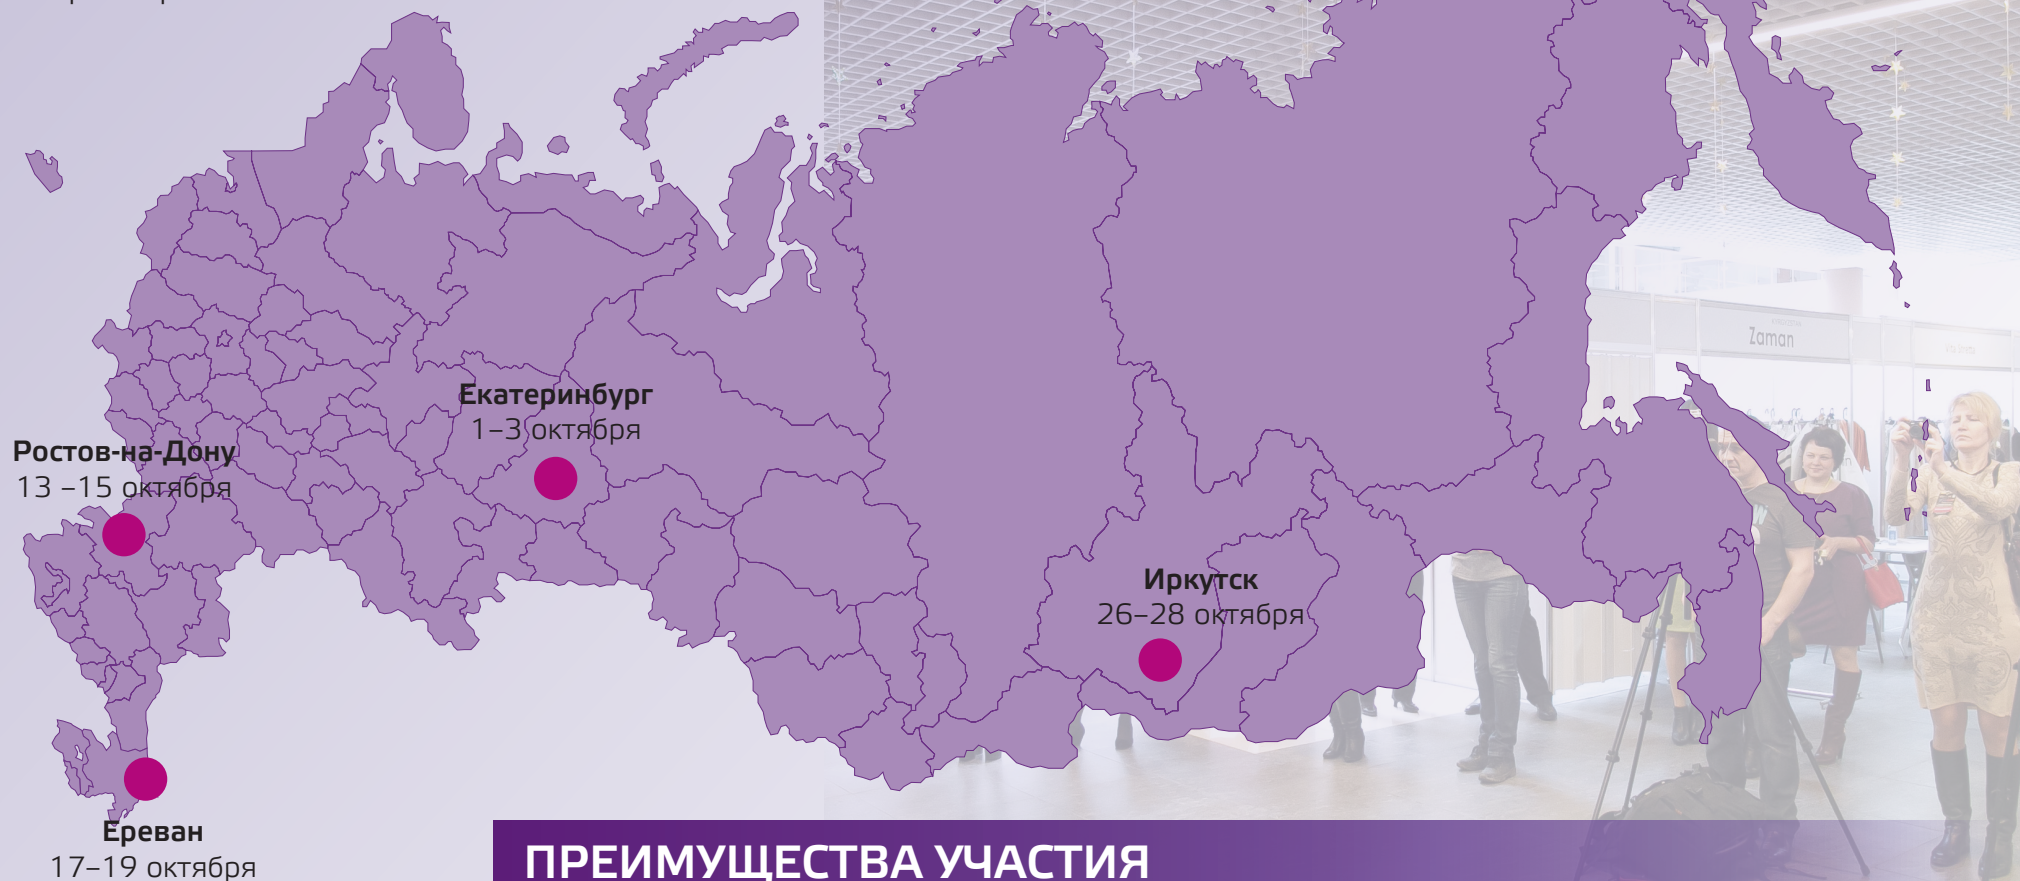 Екатеринбург
1–3 октября
Ростов-на-Дону
13 –15 октября
Иркутск
26–28 октября
Ереван
17–19 октября
Zaman
ПРЕИМУЩЕСТВА УЧАСТИЯ